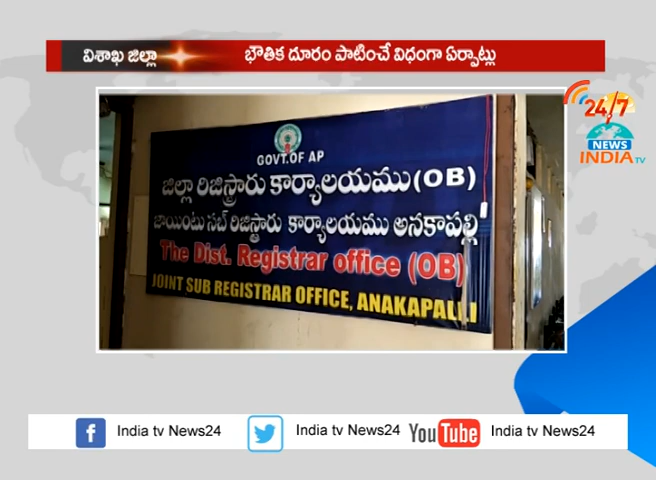 విశాఖ జిల్లా
భౌతిక దూరం పాటించే విధంగా ఏర్పాట్లు
24/7
NEWS
INDIA TV
GOVT.OF AP
జిల్లా రిజిస్ట్రారు కార్యాలయము(OB)
జాయింటు సబ్ రిజిస్ట్రారు కార్యాలయము అనకాపల్లి
The Dist. Registrar office (OB)
JOINT SUB REGISTRAR OFFICE, ANAKAPALLI
India tv News24
India tv News24
YouTube India tv News24